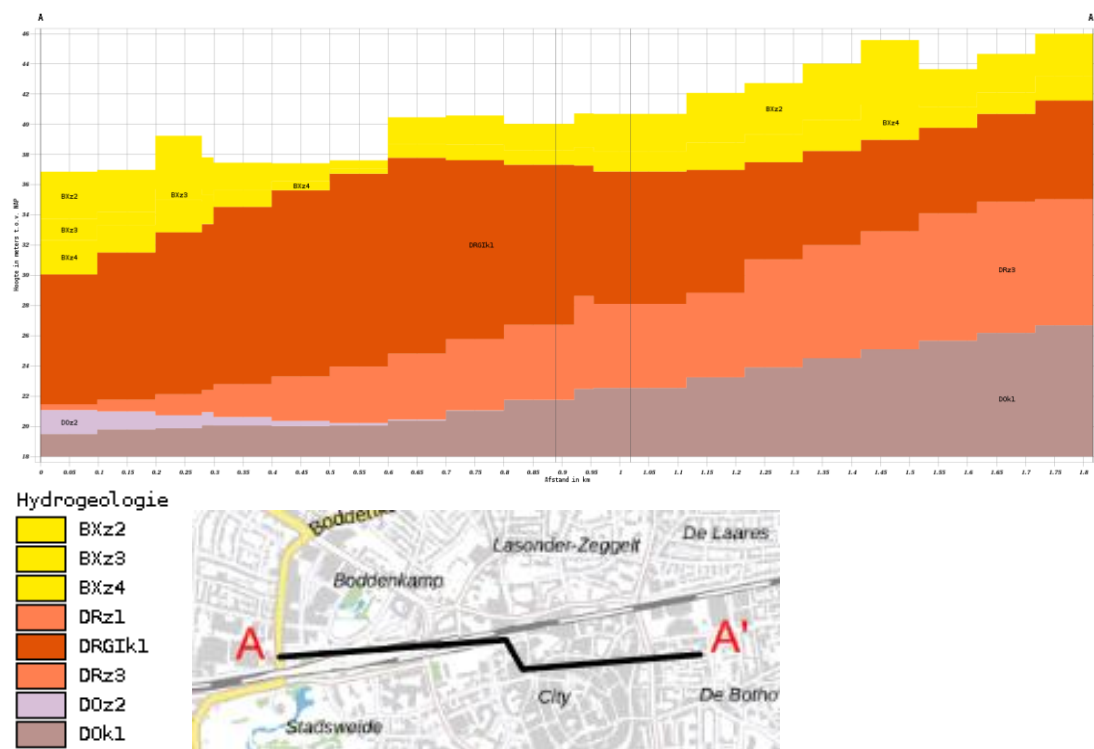 A A
46
44
42
BXz2
40
BXz4
38
36
BXz4
BXz2
BXz3
34
BXz3
Hoogte in meters t.o.v. NAP
32
DRGIk1
BXz4
DRz3
30
28
26
24
22
DOz2
DOk1
20
18
0 0.05 0.1 0.15 0.2 0.25 0.3 0.35 0.4 0.45 0.5 0.55 0.6 0.65 0.7 0.75 0.8 0.85 0.9 0.95 1 1.05 1.1 1.15 1.2 1.25 1.3 1.35 1.4 1.45 1.5 1.55 1.6 1.65 1.7 1.75 1.8
Afstand in km
Hydrogeologie
BXz2
BXz3
BXz4
DRz1
DRGIk1
DRz3
DOz2
DOk1
De Laares
Lasonder-Zeggelt
Boddenkamp
A
A'
City
De Botho
Stadsweide